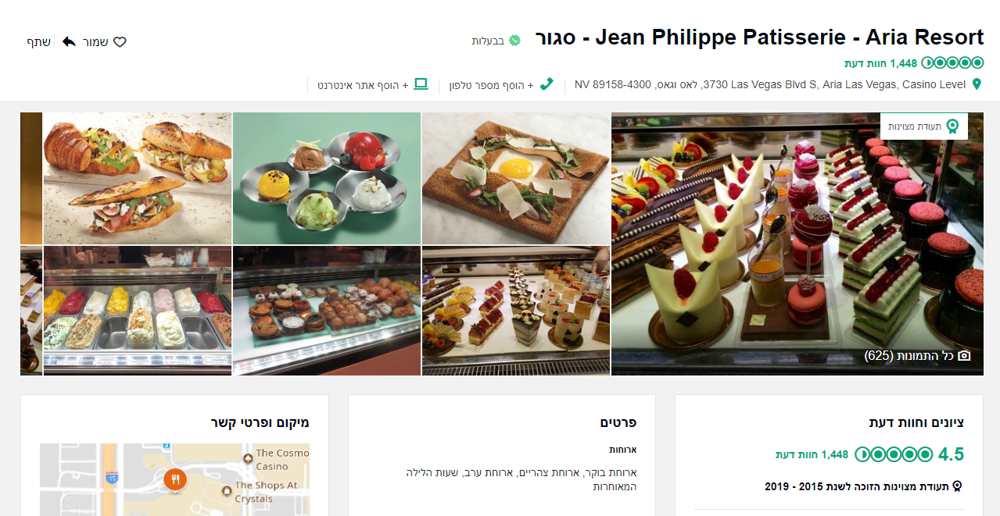 Jean Philippe Patisserie - Aria Resort - סגור
בבעלות
שמור
שתף
1,448 חוות דעת
3730 Las Vegas Blvd S, Aria Las Vegas, Casino Level, לאס וגאס, NV 89158-4300
+ הוסף מספר טלפון
+ הוסף אתר אינטרנט
תעודת מצוינות
כל התמונות (625)
ציונים וחוות דעת
4.5 1,448 חוות דעת
תעודת מצוינות הזוכה לשנת 2015 - 2019
פרטים
ארוחות
ארוחת בוקר, ארוחת צהריים, ארוחת ערב, שעות הלילה
המאוחרות
מיקום ופרטי קשר
The Cosmo
Casino
The Shops At
Crystals
15